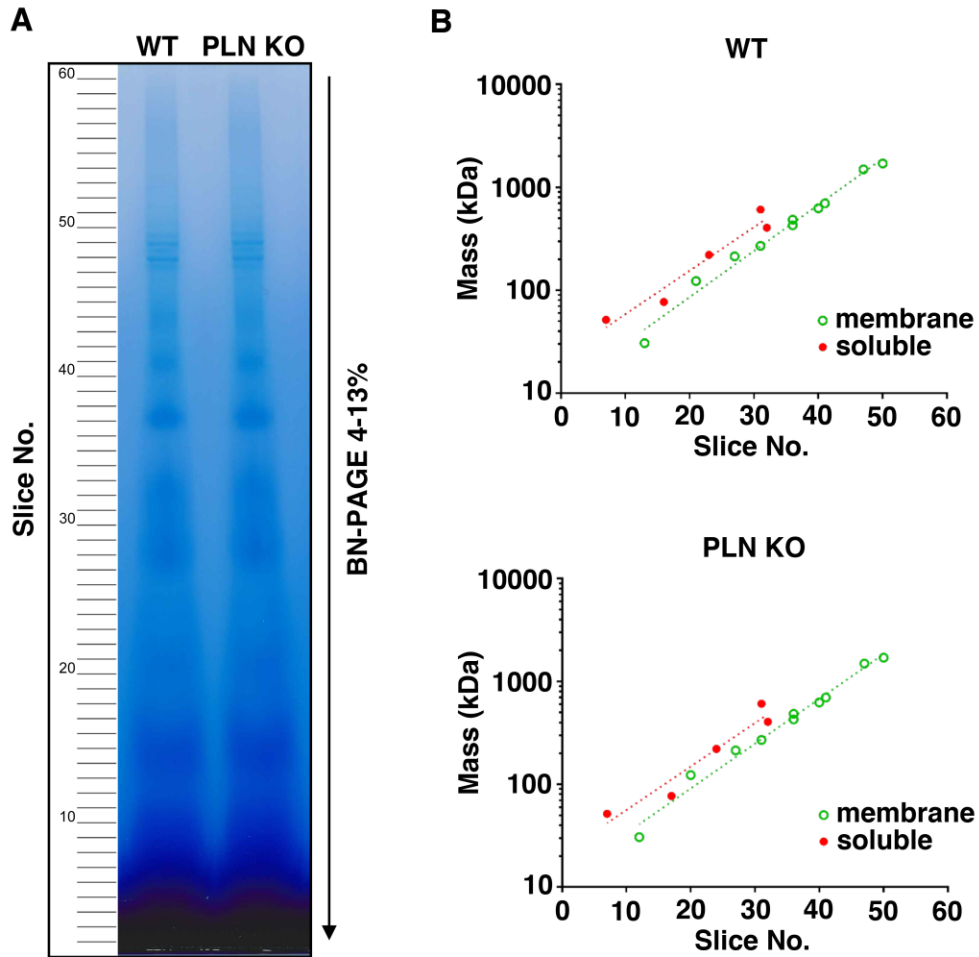 A
WT PLN KO
60
50
40
30
20
10
Slice No.
BN-PAGE 4-13%
B
WT
10000
1000
100
10
Mass (kDa)
membrane
soluble
0 10 20 30 40 50 60
Slice No.
PLN KO
10000
1000
100
10
Mass (kDa)
membrane
soluble
0 10 20 30 40 50 60
Slice No.